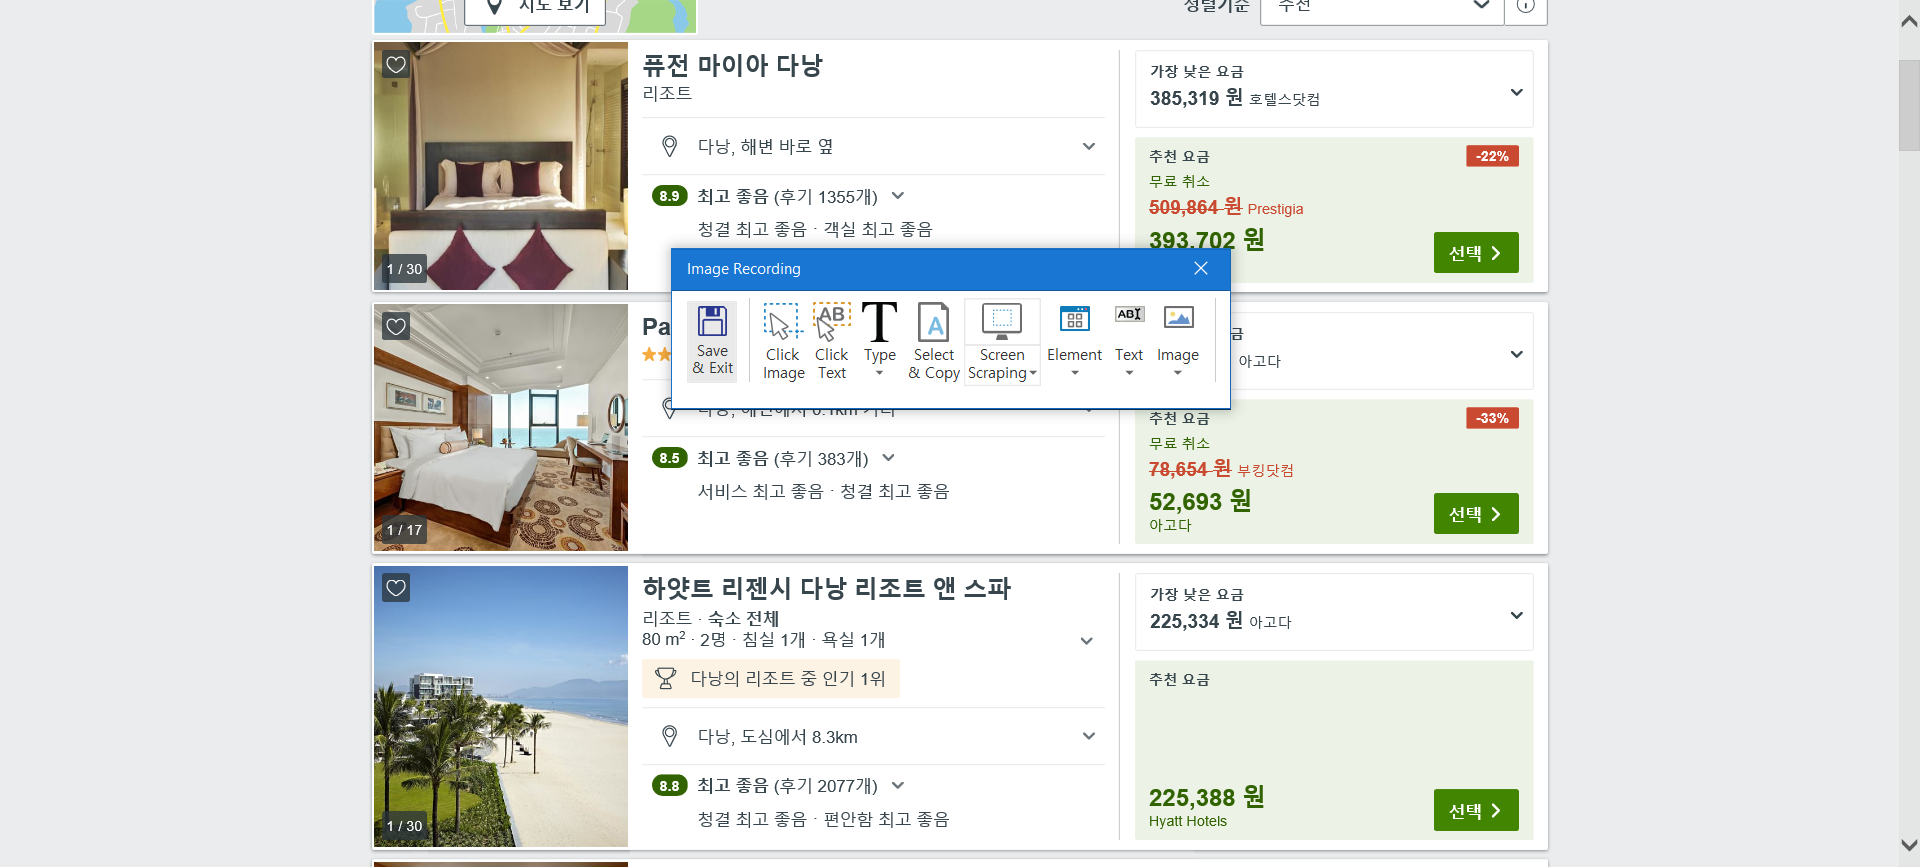 지도 보기
정렬기준
추천
퓨전 마이아 다낭
리조트
다낭, 해변 바로 옆
8.9 최고 좋음 (후기 1355개)
청결 최고 좋음 · 객실 최고 좋음
1 / 30
가장 낮은 요금
385,319 원 호텔스닷컴
추천 요금
-22%
무료 취소
509,864 원 Prestigia
393,702 원
선택
Image Recording
Save & Exit
Click Image
Click Text
Type
Select & Copy
Screen Scraping
Element
Text
Image
Pa
금
아고다
1 / 17
8.5 최고 좋음 (후기 383개)
서비스 최고 좋음 · 청결 최고 좋음
추천 요금
-33%
무료 취소
78,654 원 부킹닷컴
52,693 원
아고다
선택
하얏트 리젠시 다낭 리조트 앤 스파
리조트 · 숙소 전체
80 m² · 2명 · 침실 1개 · 욕실 1개
다낭의 리조트 중 인기 1위
다낭, 도심에서 8.3km
8.8 최고 좋음 (후기 2077개)
청결 최고 좋음 · 편안함 최고 좋음
1 / 30
가장 낮은 요금
225,334 원 아고다
추천 요금
225,388 원
Hyatt Hotels
선택